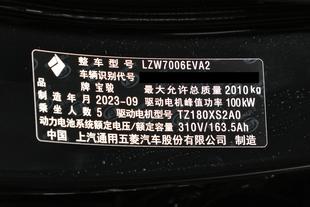 整车型号 LZW7006EVA2
车辆识别代号
品牌 宝骏 最大允许总质量 2010kg
制造年月 2023-09 驱动电机峰值功率 100kW
乘坐人数 5 驱动电机型号 TZ180XS2A0
动力电池系统额定电压/额定容量 310V/163.5Ah
中国 上汽通用五菱汽车股份有限公司 制造